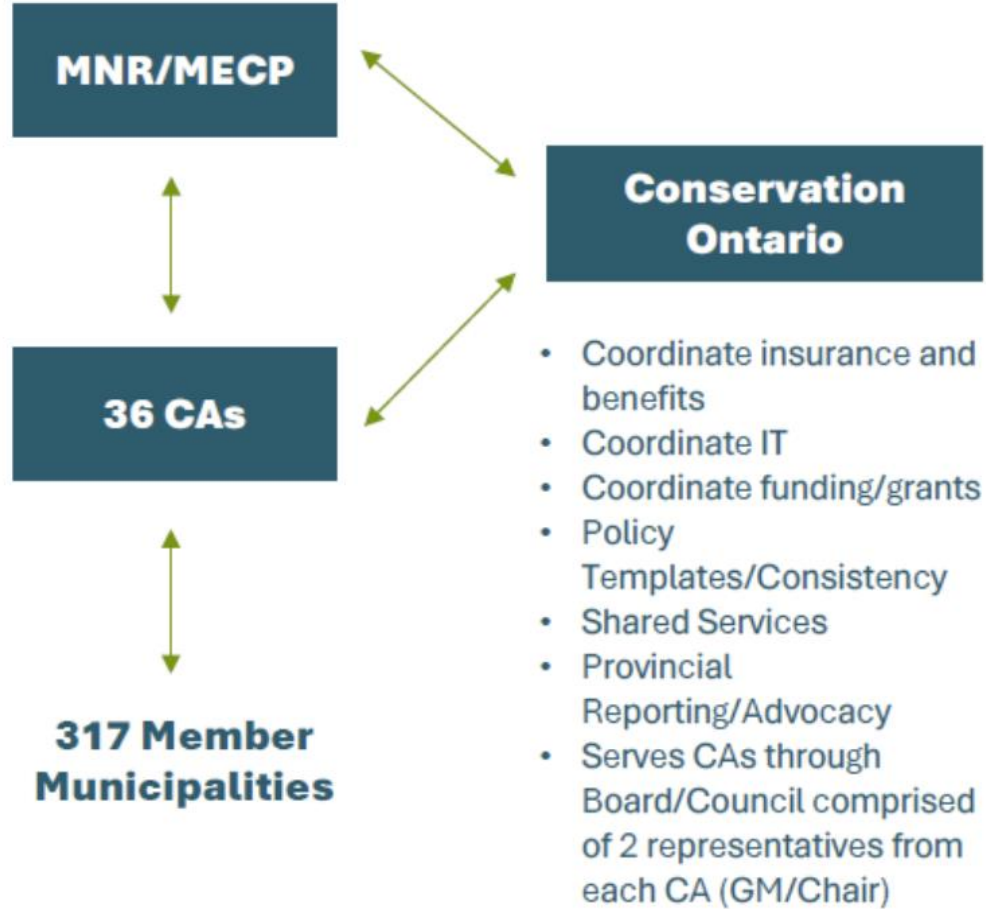 MNR/MECP
36 CAs
317 Member
Municipalities
Conservation
Ontario
• Coordinate insurance and
benefits
• Coordinate IT
• Coordinate funding/grants
• Policy
Templates/Consistency
• Shared Services
• Provincial
Reporting/Advocacy
• Serves CAs through
Board/Council comprised
of 2 representatives from
each CA (GM/Chair)